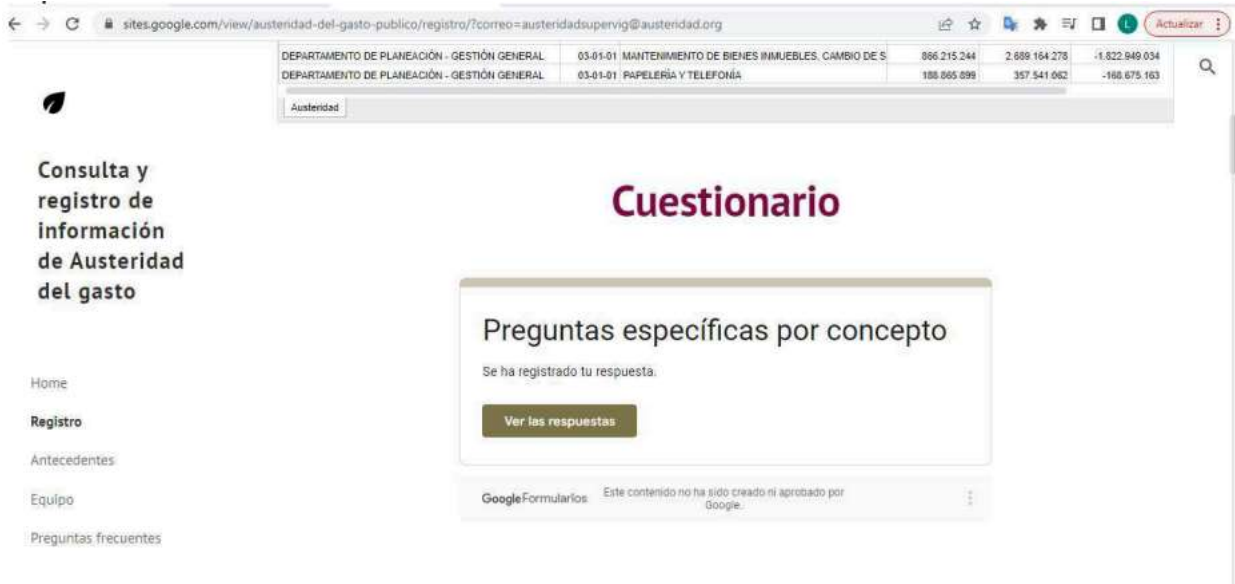 sites.google.com/view/austeridad-del-gasto-publico/registro/?correo=austeridadsupervig@austeridad.org
L
Actualizar
DEPARTAMENTO DE PLANEACIÓN - GESTIÓN GENERAL 03-01-01 MANTENIMIENTO DE BIENES INMUEBLES. CAMBIO DE S 866.215.244 2.689.164.278 -1.822.949.034
DEPARTAMENTO DE PLANEACIÓN - GESTIÓN GENERAL 03-01-01 PAPELERÍA Y TELEFONÍA 188.865.899 357.541.062 -168.675.163
Austeridad
Consulta y
registro de
información
de Austeridad
del gasto
Home
Registro
Antecedentes
Equipo
Preguntas frecuentes
Cuestionario
Preguntas específicas por concepto
Se ha registrado tu respuesta.
Ver las respuestas
Google Formularios
Este contenido no ha sido creado ni aprobado por
Google.